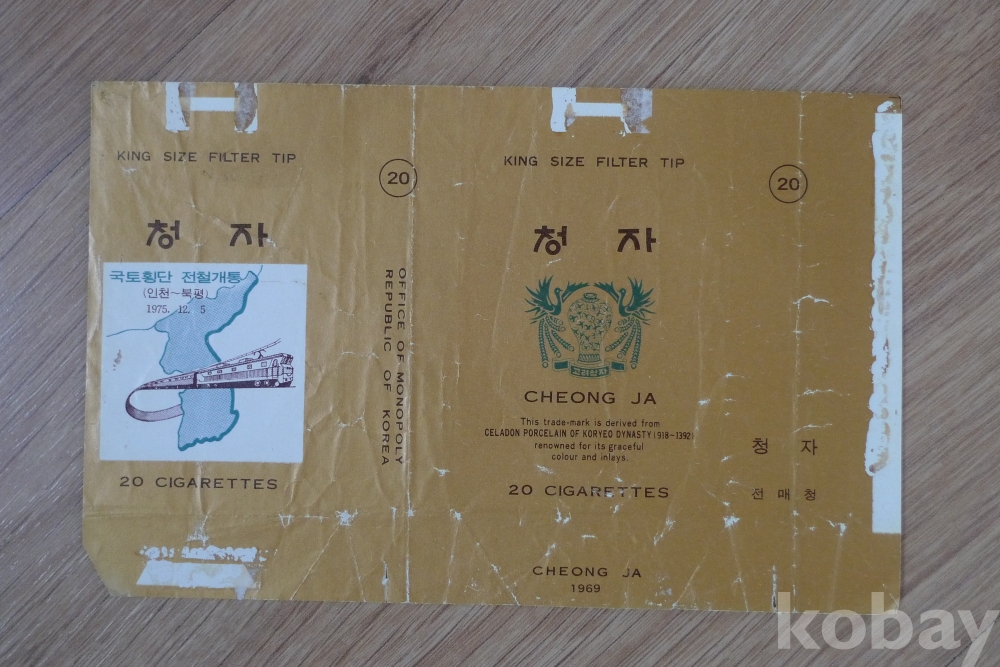 KING SIZE FILTER TIP
청 자
국토횡단 전철개통
(인천~북평)
1975. 12. 5
20 CIGARETTES
20
OFFICE OF MONOPOLY
REPUBLIC OF KOREA
KING SIZE FILTER TIP
청 자
고려청자
CHEONG JA
This trade-mark is derived from
CELADON PORCELAIN OF KORYEO DYNASTY (918~1392)
renowned for its graceful
colour and inlays.
20 CIGARETTES
CHEONG JA
1969
20
청 자
전 매 청
kobay